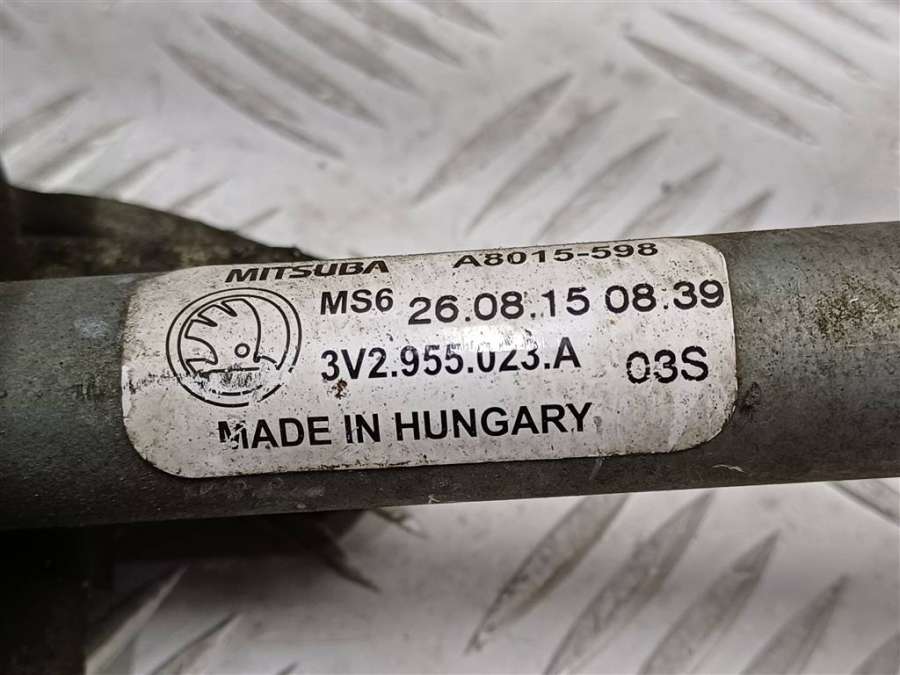 MITSUBA A8015-598
MS6 26.08.15 08:39
3V2.955.023.A 03S
MADE IN HUNGARY